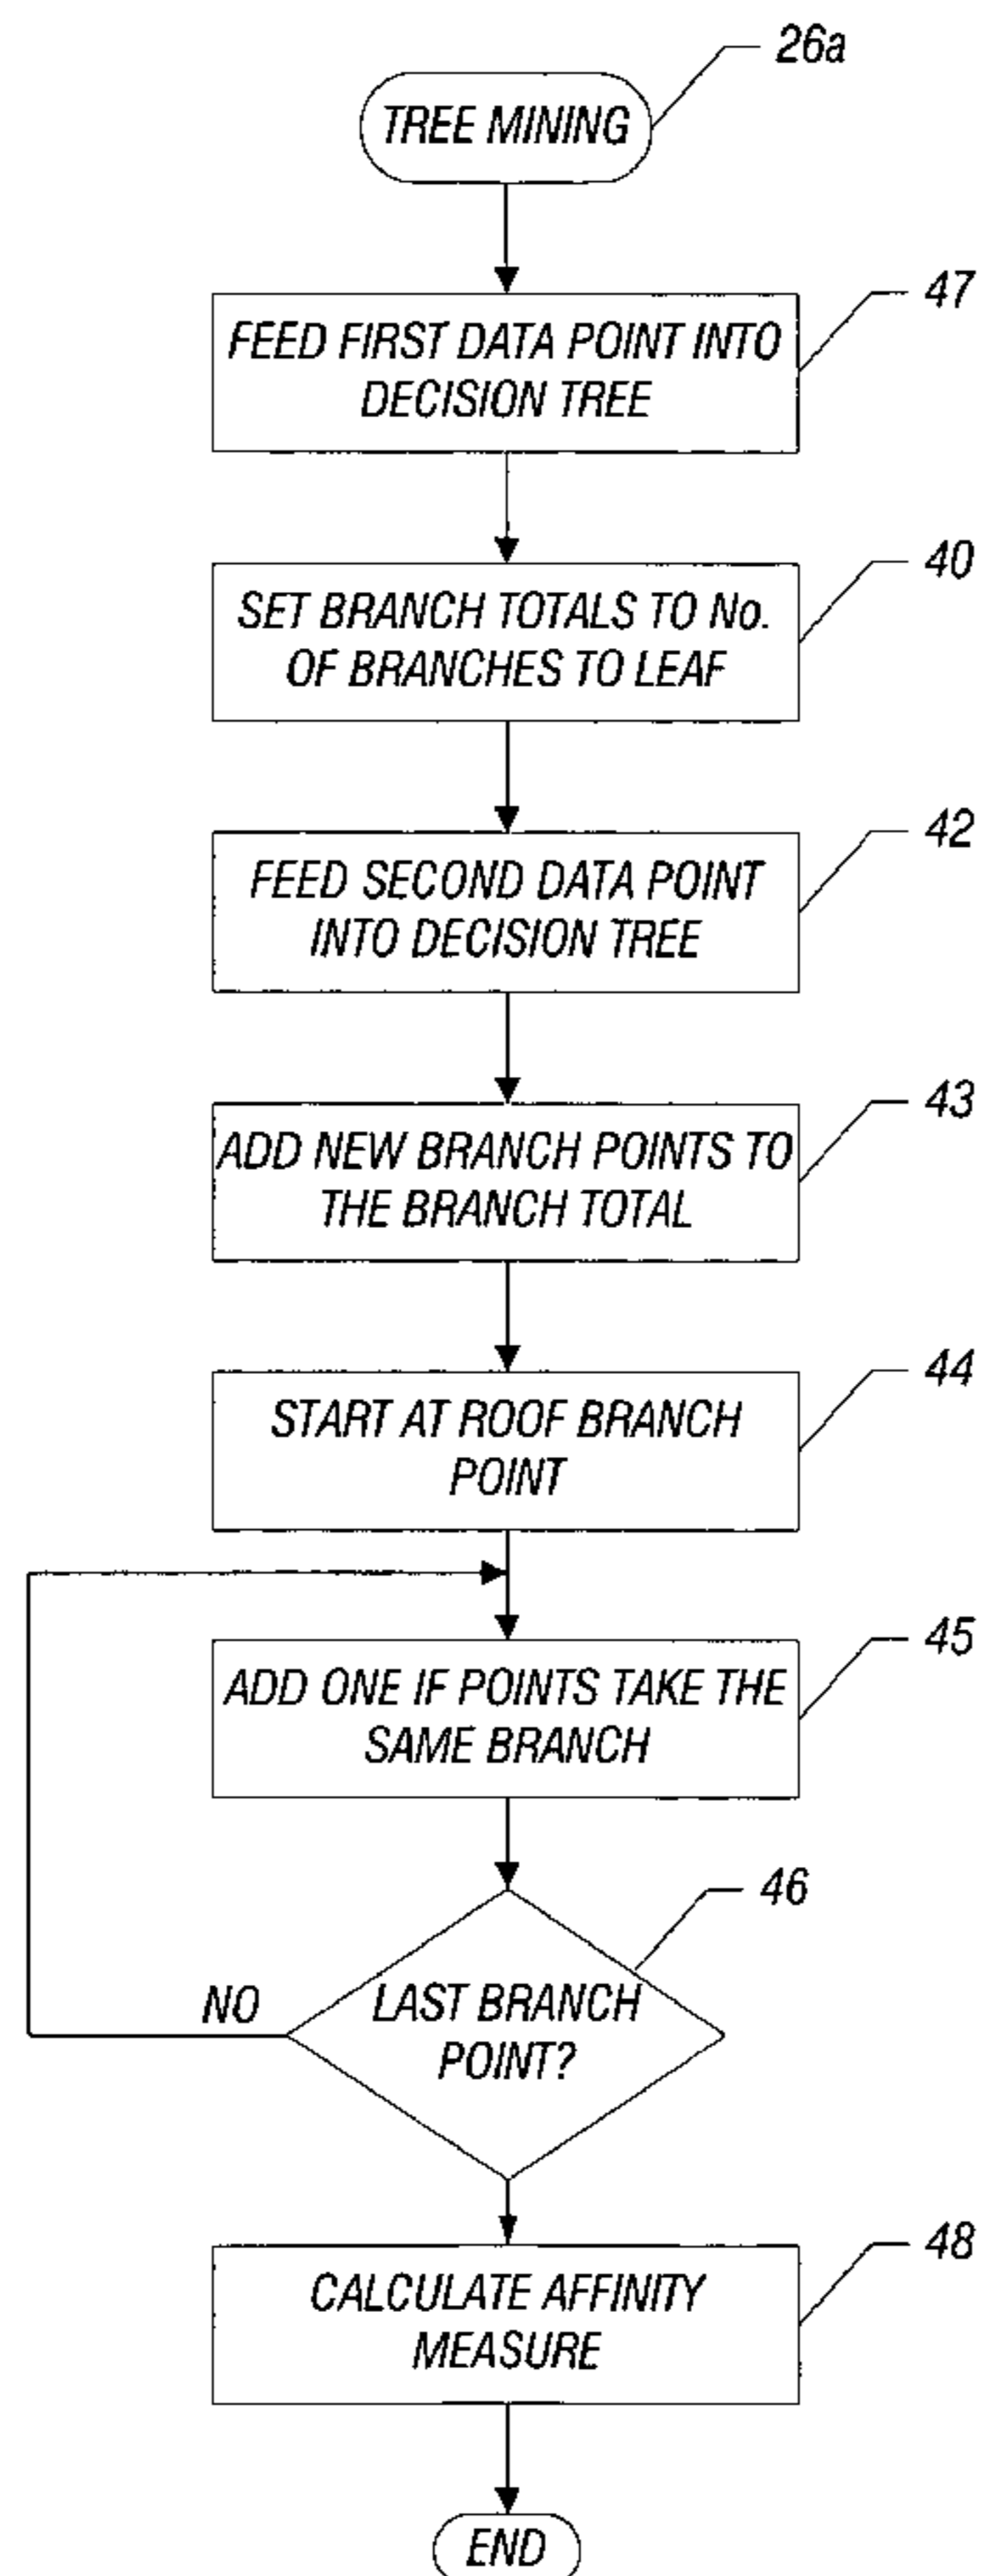 26a
TREE MINING
47
FEED FIRST DATA POINT INTO
DECISION TREE
40
SET BRANCH TOTALS TO No.
OF BRANCHES TO LEAF
42
FEED SECOND DATA POINT
INTO DECISION TREE
43
ADD NEW BRANCH POINTS TO
THE BRANCH TOTAL
44
START AT ROOF BRANCH
POINT
45
ADD ONE IF POINTS TAKE THE
SAME BRANCH
46
NO
LAST BRANCH
POINT?
48
CALCULATE AFFINITY
MEASURE
END